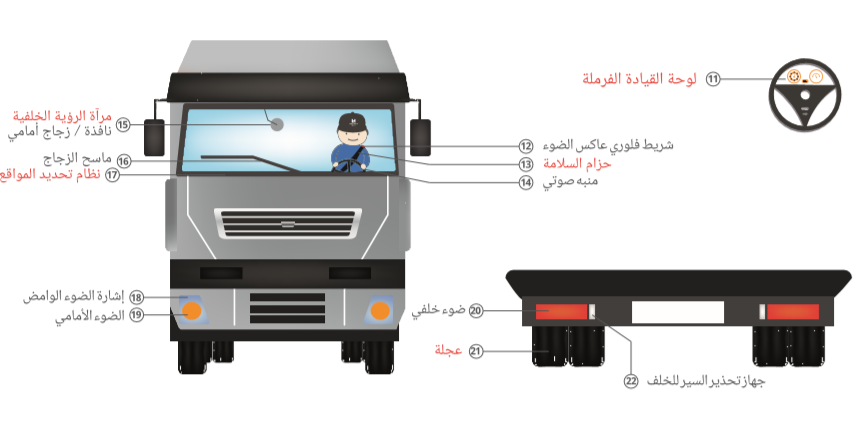 لوحة القيادة الفرملة 11
12 شريط فلوري عاكس الضوء
13 حزام السلامة
14 منبه صوتي
مرآة الرؤية الخلفية
15 نافذة / زجاج أمامي
16 ماسح الزجاج
17 نظام تحديد المواقع
18 إشارة الضوء الوامض
19 الضوء الأمامي
20 ضوء خلفي
21 عجلة
22 جهاز تحذير السير للخلف